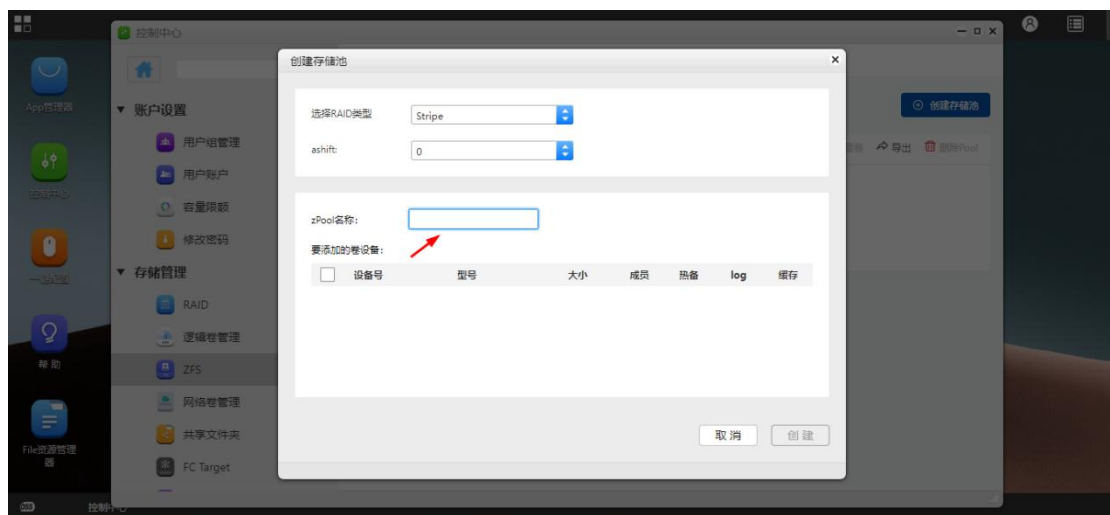 控制中心
创建存储池
App管理器
账户设置
选择RAID类型
Stripe
创建存储池
用户组管理
ashift:
0
导出
删除Pool
用户账户
控制中心
容量限额
zPool名称:
修改密码
要添加的卷设备:
存储管理
设备号 型号 大小 成员 热备 log 缓存
RAID
逻辑卷管理
帮助
ZFS
网络卷管理
File资源管理器
共享文件夹
取消
创建
FC Target
控制中心